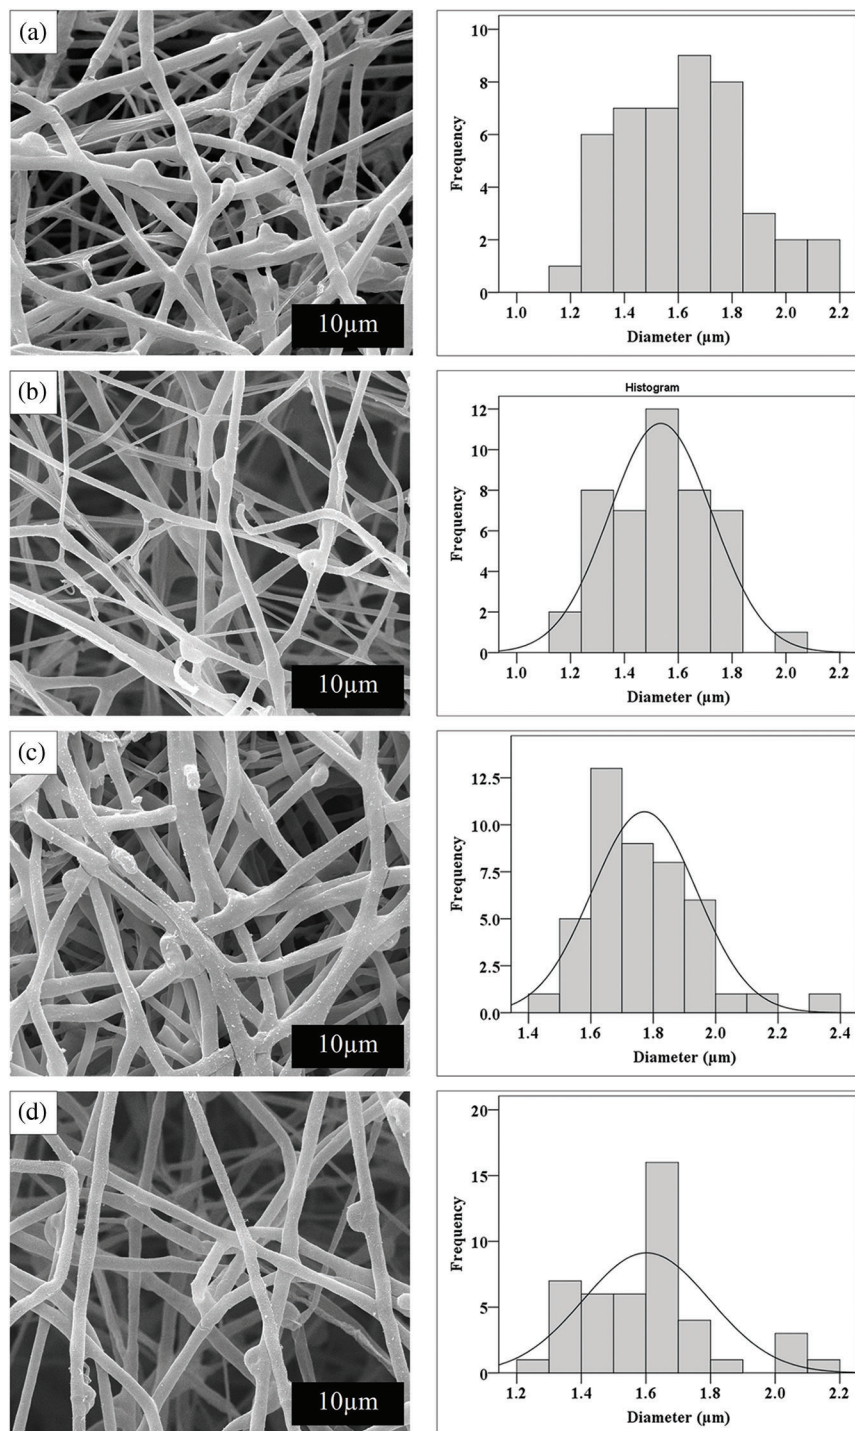 (a)
10µm
10
8
6
4
2
0
Frequency
1.0 1.2 1.4 1.6 1.8 2.0 2.2
Diameter (µm)
(b)
10µm
Histogram
12
10
8
6
4
2
0
Frequency
1.0 1.2 1.4 1.6 1.8 2.0 2.2
Diameter (µm)
(c)
10µm
12.5
10.0
7.5
5.0
2.5
0.0
Frequency
1.4 1.6 1.8 2.0 2.2 2.4
Diameter (µm)
(d)
10µm
20
15
10
5
0
Frequency
1.2 1.4 1.6 1.8 2.0 2.2
Diameter (µm)